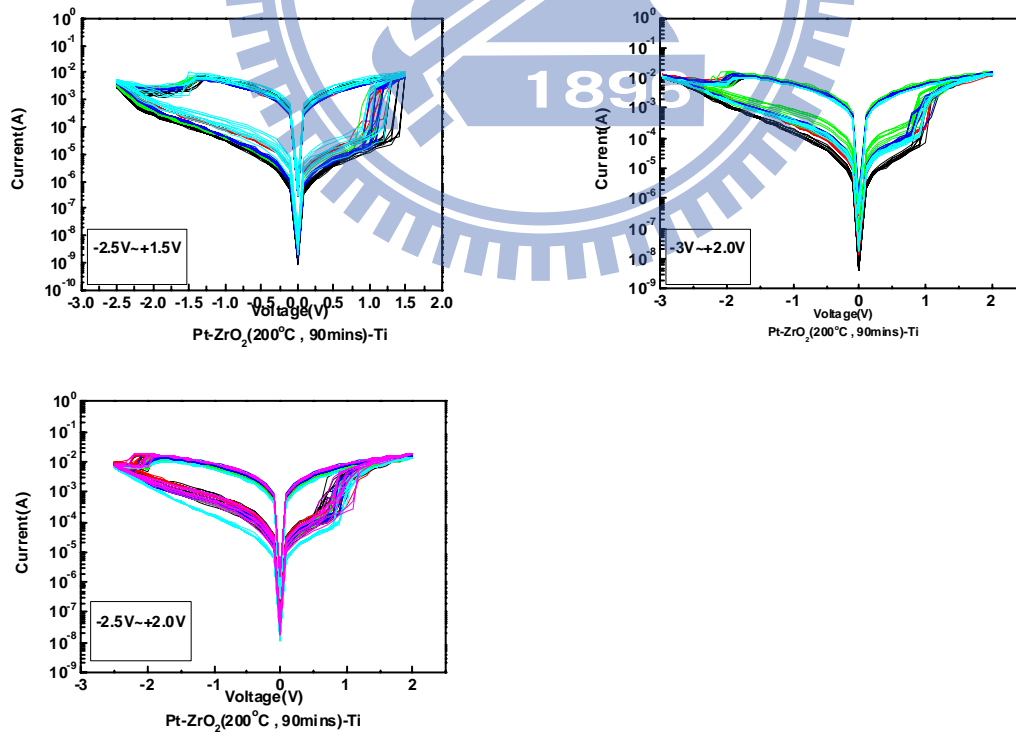 10^0
10^-1
10^-2
10^-3
10^-4
10^-5
10^-6
10^-7
10^-8
10^-9
10^-10
Current(A)
-2.5V~+1.5V
-3.0 -2.5 -2.0 -1.5 -1.0 -0.5 0.0 0.5 1.0 1.5 2.0
Voltage(V)
Pt-ZrO2(200°C , 90mins)-Ti
1896
10^0
10^-1
10^-2
10^-3
10^-4
10^-5
10^-6
10^-7
10^-8
10^-9
Current(A)
-3V~+2.0V
-3 -2 -1 0 1 2
Voltage(V)
Pt-ZrO2(200°C , 90mins)-Ti
10^0
10^-1
10^-2
10^-3
10^-4
10^-5
10^-6
10^-7
10^-8
10^-9
Current(A)
-2.5V~+2.0V
-3 -2 -1 0 1 2
Voltage(V)
Pt-ZrO2(200°C , 90mins)-Ti